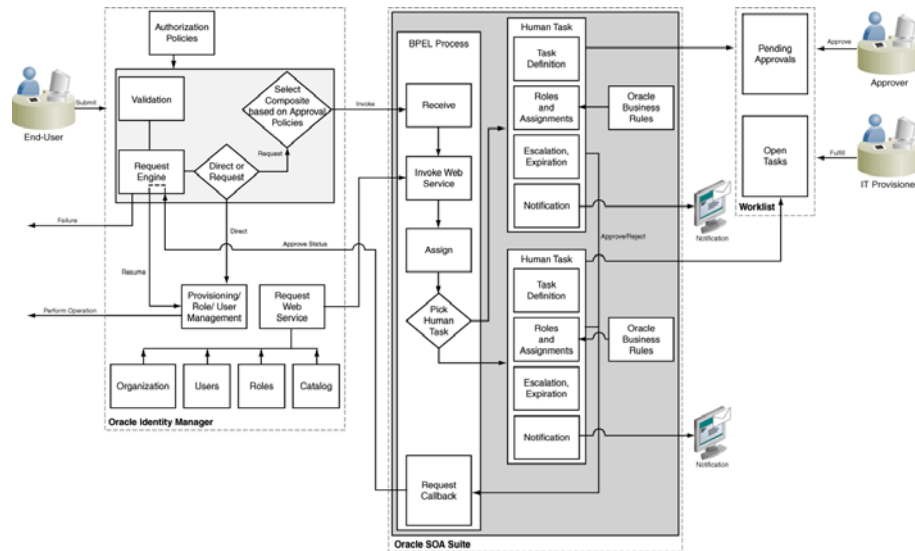 Authorization
Policies
Validation
Select
Composite
based on Approval
Policies
Submit
End-User
Request
Engine
Direct or
Request
Request
Failure
Direct
Approve Status
Resume
Perform Operation
Provisioning/
Role/ User
Management
Request
Web
Service
Organization
Users
Roles
Catalog
Oracle Identity Manager
Invoke
BPEL Process
Receive
Invoke Web
Service
Assign
Pick
Human
Task
Request
Callback
Human Task
Task
Definition
Roles
and
Assignments
Oracle
Business
Rules
Escalation,
Expiration
Notification
Approve/Reject
Human Task
Task
Definition
Roles
and
Assignments
Oracle
Business
Rules
Escalation,
Expiration
Notification
Oracle SOA Suite
Pending
Approvals
Open
Tasks
Worklist
Approve
Approver
Fulfill
IT Provisioner
Notification
Notification